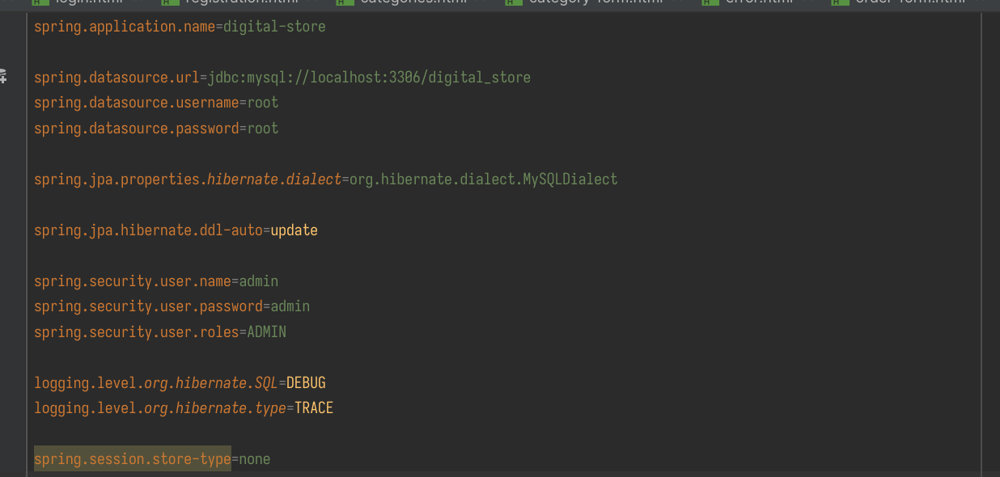 login.html registration.html categories.html category-form.html error.html order-form.html
spring.application.name=digital-store
spring.datasource.url=jdbc:mysql://localhost:3306/digital_store
spring.datasource.username=root
spring.datasource.password=root
spring.jpa.properties.hibernate.dialect=org.hibernate.dialect.MySQLDialect
spring.jpa.hibernate.ddl-auto=update
spring.security.user.name=admin
spring.security.user.password=admin
spring.security.user.roles=ADMIN
logging.level.org.hibernate.SQL=DEBUG
logging.level.org.hibernate.type=TRACE
spring.session.store-type=none